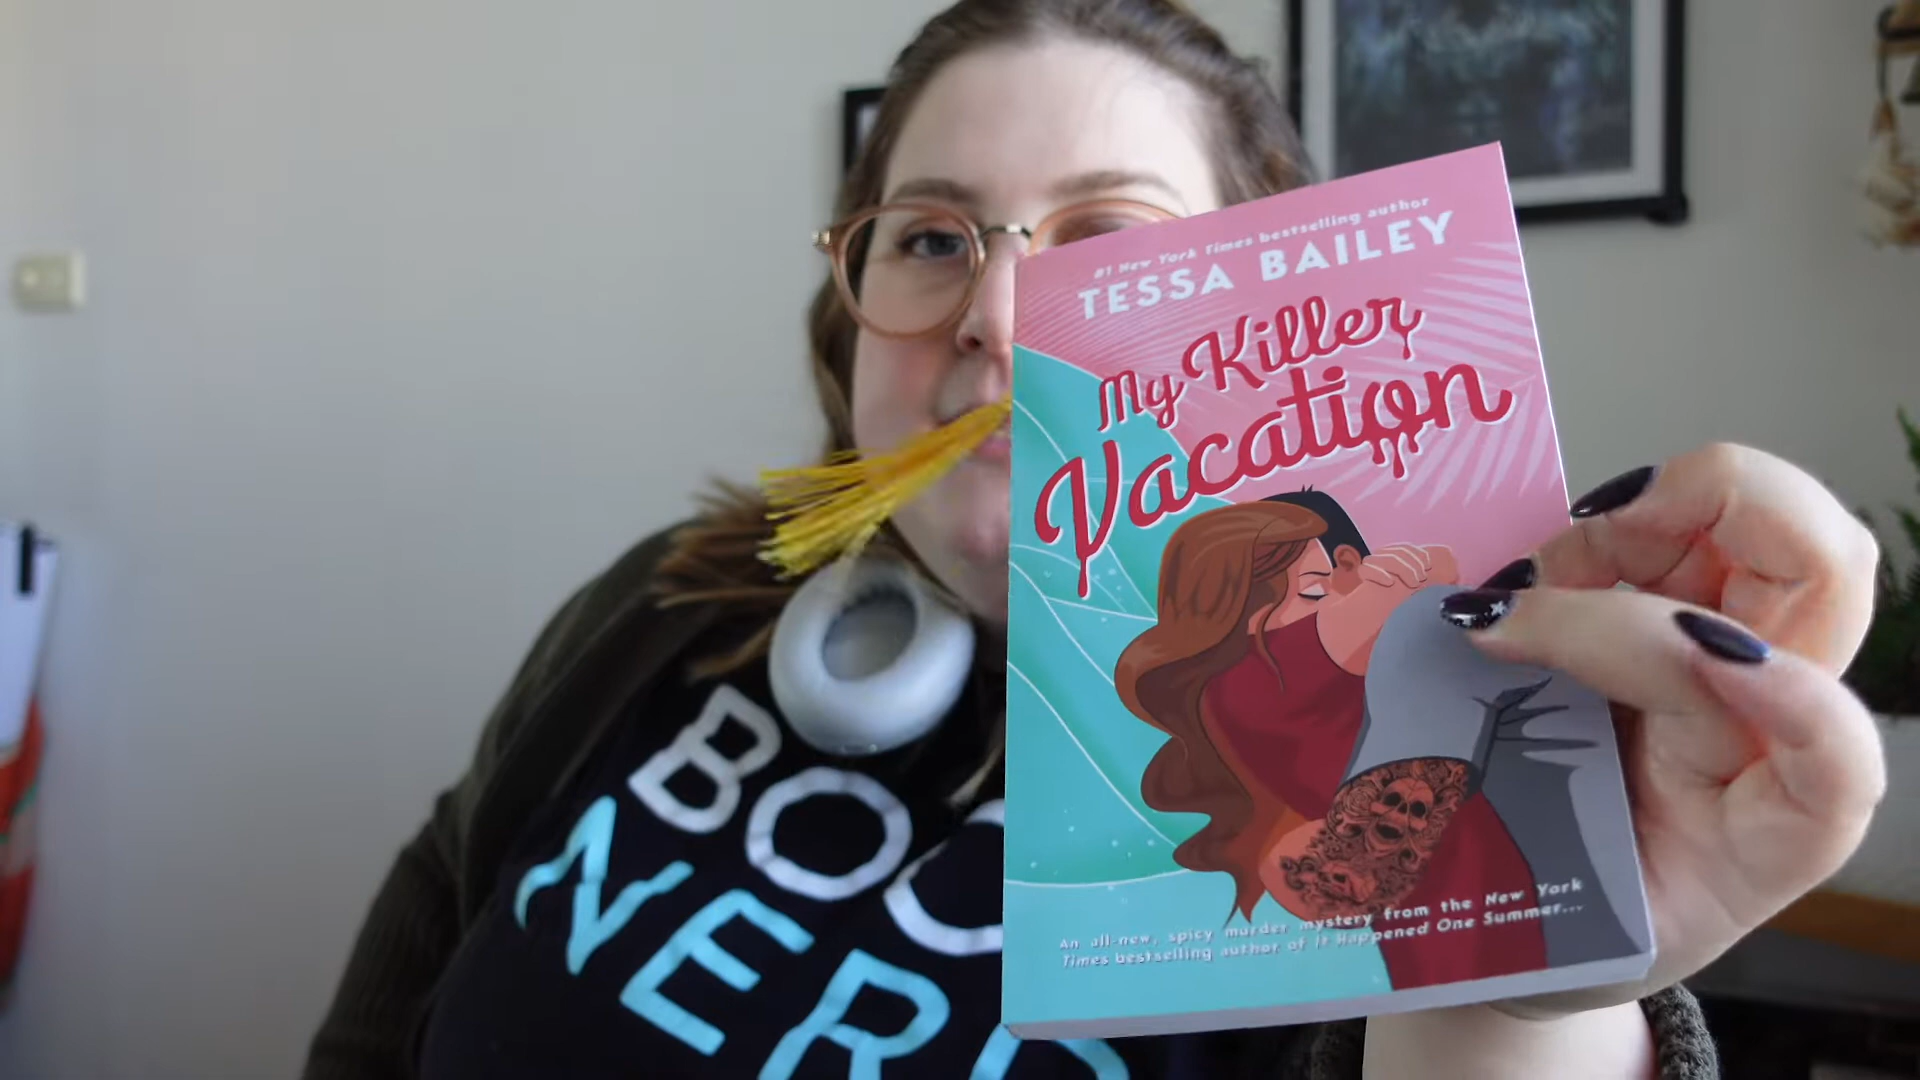 #1 New York Times bestselling author
TESSA BAILEY
My Killer
Vacation
An all-new, spicy murder mystery from the New York
Times bestselling author of It Happened One Summer...
BOO
NERD